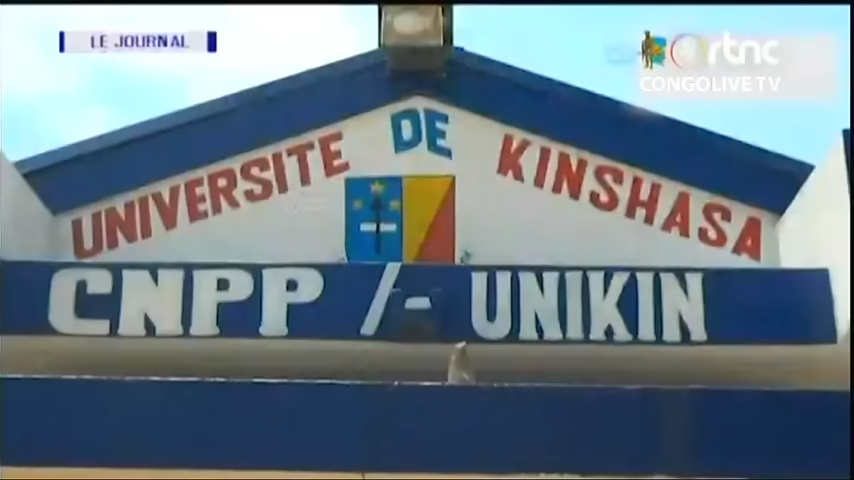 LE JOURNAL
rtnc
CONGOLIVE TV
UNIVERSITE DE KINSHASA
CNPP /- UNIKIN